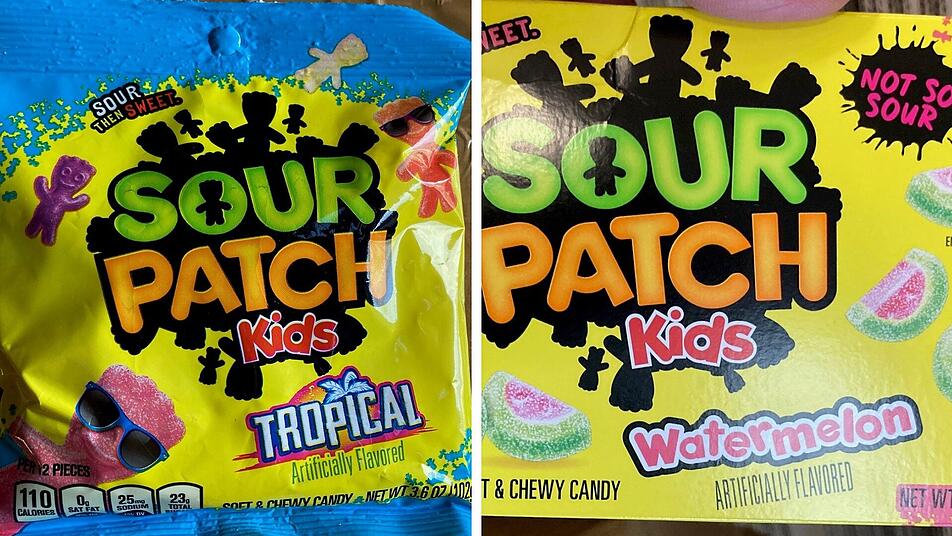 SOUR
THEN SWEET.
SOUR
PATCH
Kids
TROPICAL
Artificially Flavored
PER 12 PIECES
110
CALORIES
0g
SAT FAT
25mg
SODIUM
23g
TOTAL
SOFT & CHEWY CANDY • NET WT 3.6 OZ (102g
SWEET.
NOT SO
SOUR
SOUR
PATCH
Kids
Watermelon
ARTIFICIALLY FLAVORED
T & CHEWY CANDY
NET W